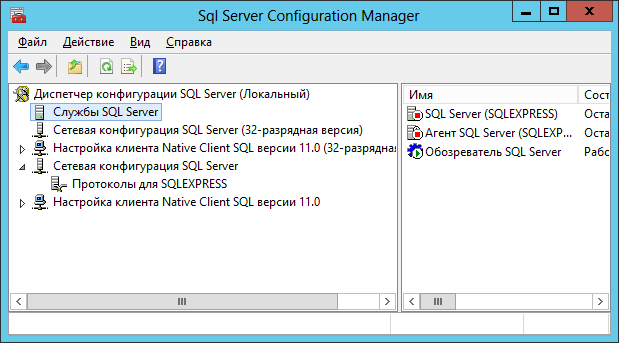 Sql Server Configuration Manager
Файл Действие Вид Справка
Диспетчер конфигурации SQL Server (Локальный)
Службы SQL Server
Сетевая конфигурация SQL Server (32-разрядная версия)
Настройка клиента Native Client SQL версии 11.0 (32-разрядная
Сетевая конфигурация SQL Server
Протоколы для SQLEXPRESS
Настройка клиента Native Client SQL версии 11.0
Имя Сост
SQL Server (SQLEXPRESS) Оста
Агент SQL Server (SQLEXP... Оста
Обозреватель SQL Server Рабо